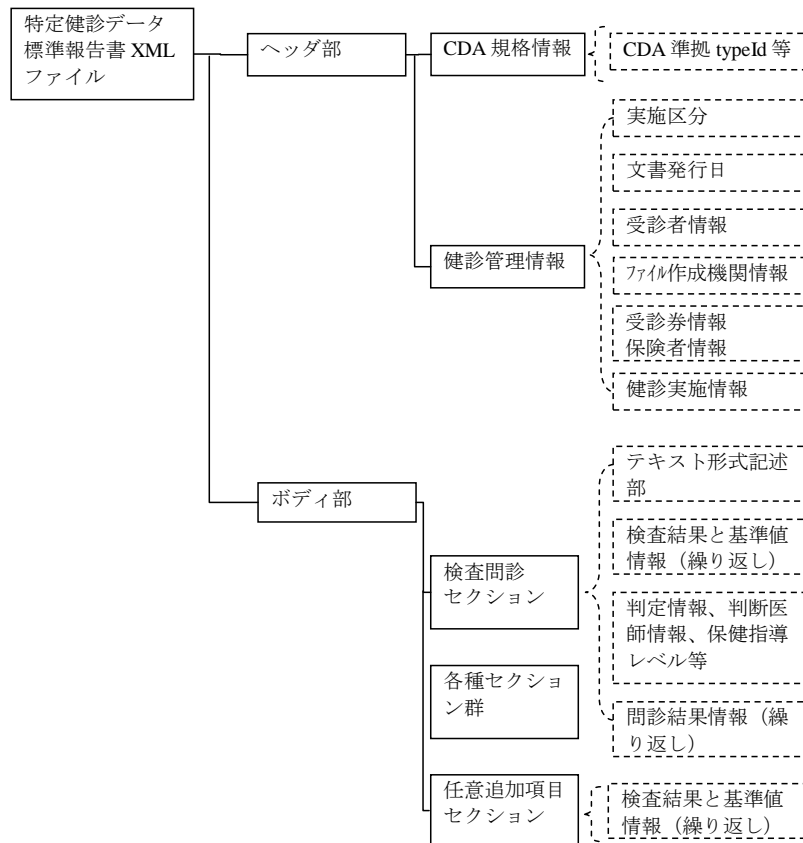 特定健診データ
標準報告書 XML
ファイル
ヘッダ部
CDA 規格情報
CDA 準拠 typeId 等
実施区分
文書発行日
受診者情報
健診管理情報
ﾌｧｲﾙ作成機関情報
受診券情報
保険者情報
健診実施情報
ボディ部
テキスト形式記述
部
検査問診
セクション
検査結果と基準値
情報（繰り返し）
判定情報、判断医
師情報、保健指導
レベル等
問診結果情報（繰
り返し）
各種セクショ
ン群
任意追加項目
セクション
検査結果と基準値
情報（繰り返し）